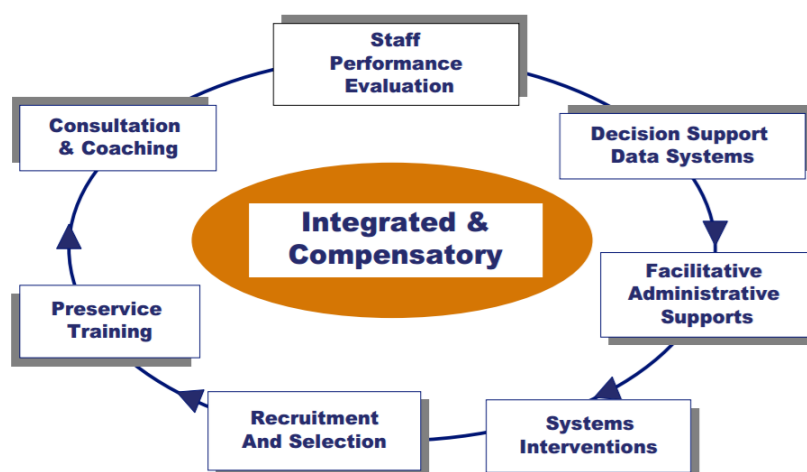 Staff
Performance
Evaluation
Consultation
& Coaching
Decision Support
Data Systems
Integrated &
Compensatory
Facilitative
Administrative
Supports
Preservice
Training
Recruitment
And Selection
Systems
Interventions